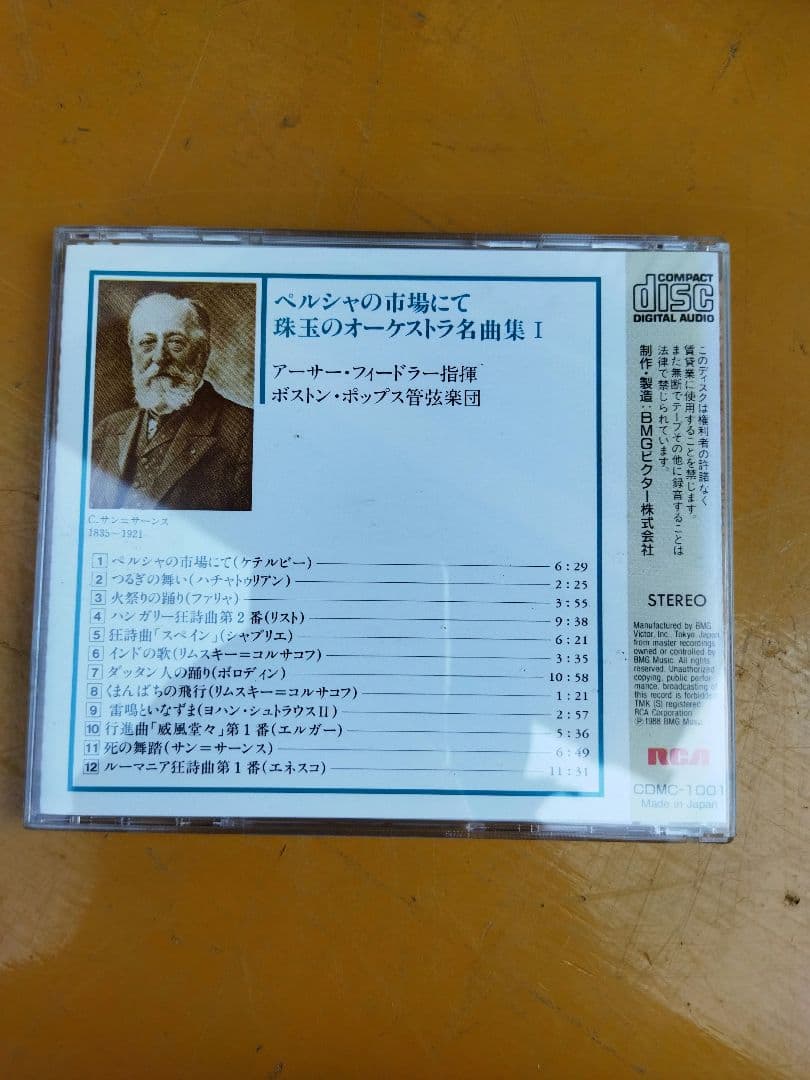 ペルシャの市場にて
珠玉のオーケストラ名曲集 I
アーサー・フィードラー指揮
ボストン・ポップス管弦楽団
C.サン=サーンス
1835~1921
1 ペルシャの市場にて(ケテルビー) 6:29
2 つるぎの舞い(ハチャトゥリアン) 2:25
3 火祭りの踊り(ファリャ) 3:55
4 ハンガリー狂詩曲第2番(リスト) 9:38
5 狂詩曲「スペイン」(シャブリエ) 6:21
6 インドの歌(リムスキー=コルサコフ) 3:35
7 ダッタン人の踊り(ボロディン) 10:58
8 くまんばちの飛行(リムスキー=コルサコフ) 1:21
9 雷鳴といなずま(ヨハン・シュトラウスII) 2:57
10 行進曲「威風堂々」第1番(エルガー) 5:36
11 死の舞踏(サン=サーンス) 6:49
12 ルーマニア狂詩曲第1番(エネスコ) 11:31
COMPACT
disc
DIGITAL AUDIO
このディスクは権利者の許諾なく
賃貸業に使用することを禁じます。
また無断でテープその他に録音することは
法律で禁じられています。
制作・製造:BMGビクター株式会社
STEREO
Manufactured by BMG
Victor, Inc. Tokyo, Japan
from master recordings
owned or controlled by
BMG Music. All rights
reserved. Unauthorized
copying, public perfor-
mance, broadcasting of
this record is forbidden
TMK (S) registered
RCA Corporation
Ⓟ 1988 BMG Music
RCA
CDMC-1001
Made in Japan